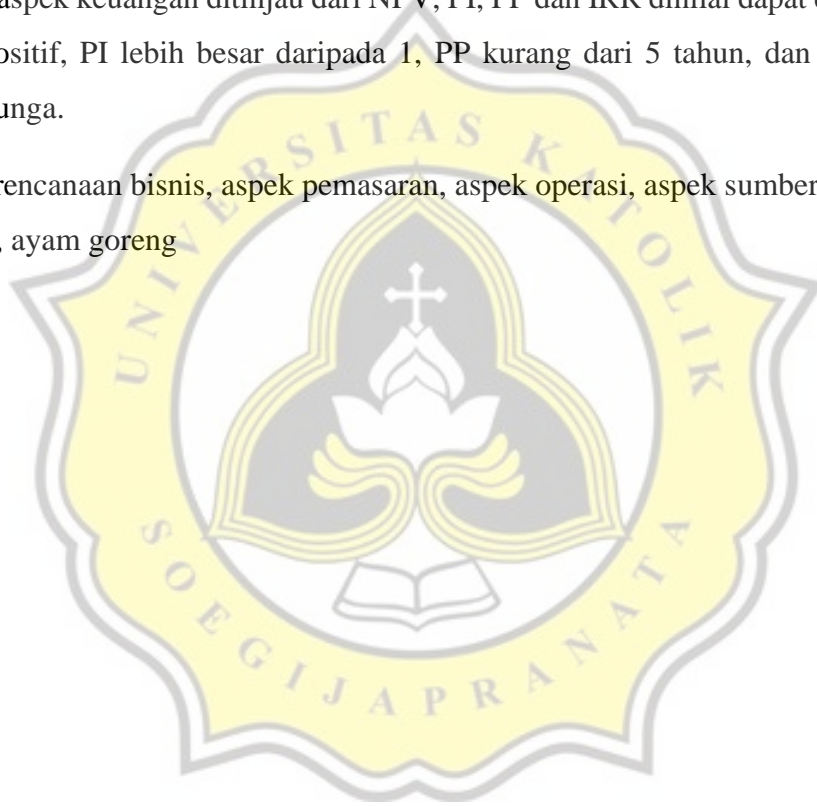 aspek keuangan ditinjau dari NPV, PI, PP dan IRR dinilai dapat
ositif, PI lebih besar daripada 1, PP kurang dari 5 tahun, dan
unga.
rencanaan bisnis, aspek pemasaran, aspek operasi, aspek sumber
, ayam goreng
UNIVERSITAS KATOLIK
SOEGIJAPRANATA